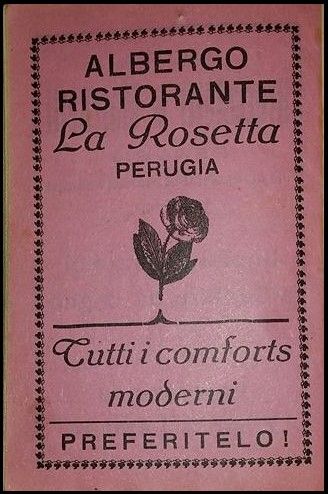 ALBERGO
RISTORANTE
La Rosetta
PERUGIA
Tutti i comforts
moderni
PREFERITELO!